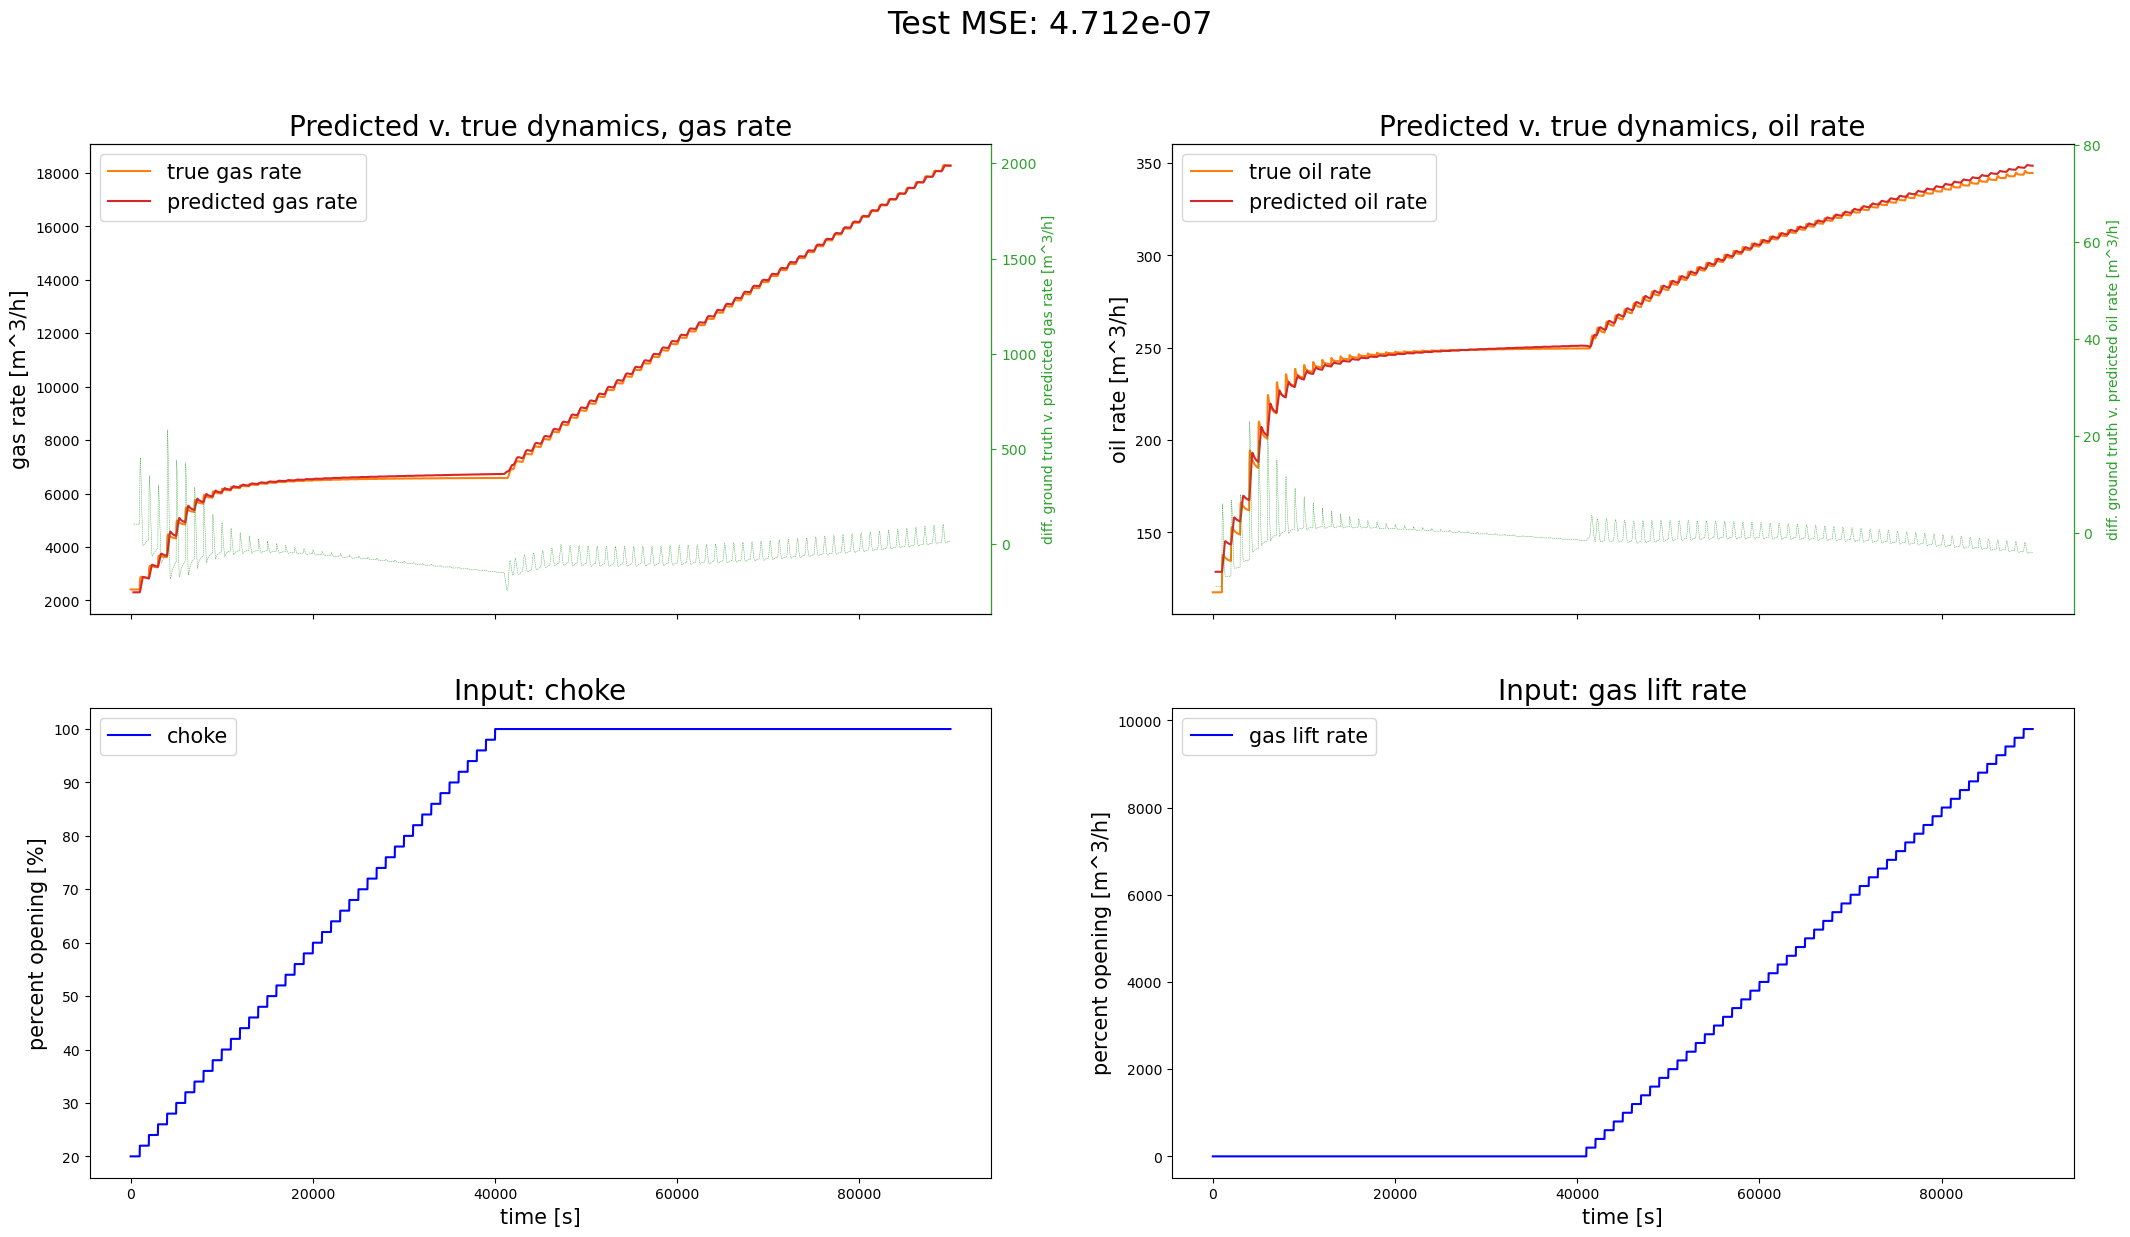 Test MSE: 4.712e-07
Predicted v. true dynamics, gas rate
true gas rate
predicted gas rate
gas rate [m^3/h]
18000
16000
14000
12000
10000
8000
6000
4000
2000
2000
1500
1000
500
0
diff. ground truth v. predicted gas rate [m^3/h]
Predicted v. true dynamics, oil rate
true oil rate
predicted oil rate
oil rate [m^3/h]
350
300
250
200
150
80
60
40
20
0
diff. ground truth v. predicted oil rate [m^3/h]
Input: choke
choke
percent opening [%]
100
90
80
70
60
50
40
30
20
0 20000 40000 60000 80000
time [s]
Input: gas lift rate
gas lift rate
percent opening [m^3/h]
10000
8000
6000
4000
2000
0
0 20000 40000 60000 80000
time [s]